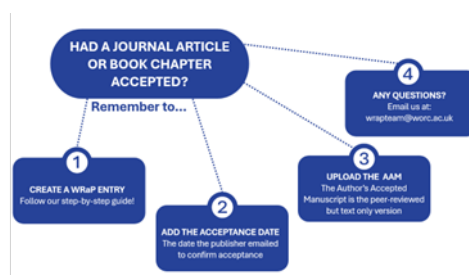 HAD A JOURNAL ARTICLE
OR BOOK CHAPTER
ACCEPTED?
Remember to...
1
CREATE A WRaP ENTRY
Follow our step-by-step guide!
2
ADD THE ACCEPTANCE DATE
The date the publisher emailed
to confirm acceptance
3
UPLOAD THE AAM
The Author's Accepted
Manuscript is the peer-reviewed
but text only version
4
ANY QUESTIONS?
Email us at:
wrapteam@worc.ac.uk